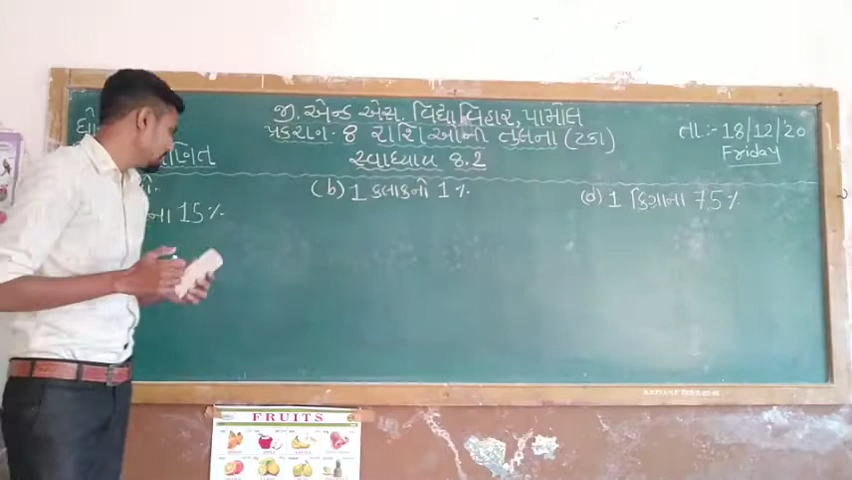 જી. એન્ડ એસ. વિદ્યાવિહાર, પામોલ
પ્રકરણ- 8 રાશિઓની તુલના (ટકા)
સ્વાધ્યાય 8.2
તા :- 18/12/20
Friday
ધો
ગણિત
ના 15%
(b) 1 કલાકનો 1%
(d) 1 કિગ્રાના 75%
FRUITS